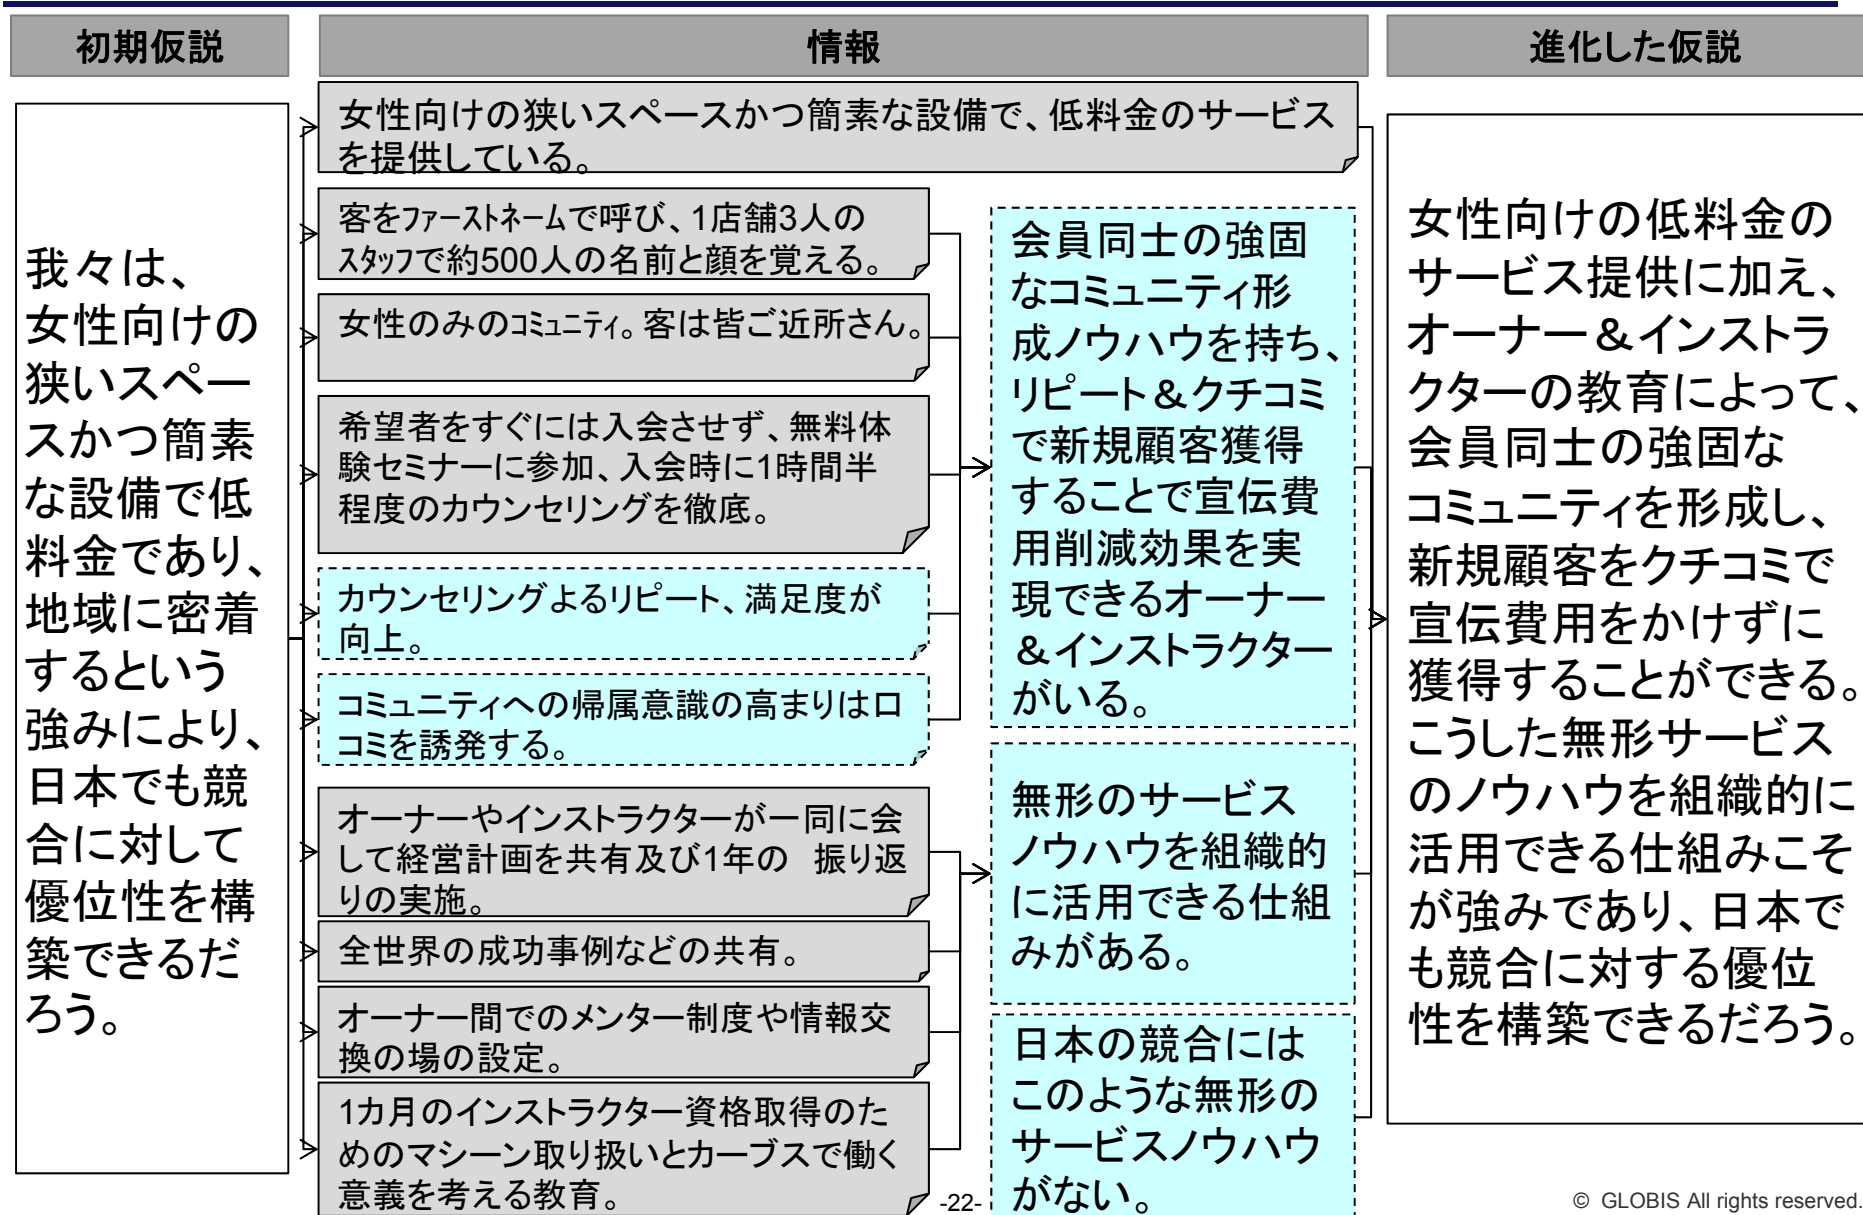 初期仮説
情報
進化した仮説
我々は、
女性向けの
狭いスペー
スかつ簡素
な設備で低
料金であり、
地域に密着
するという
強みにより、
日本でも競
合に対して
優位性を構
築できるだ
ろう。
女性向けの狭いスペースかつ簡素な設備で、低料金のサービス
を提供している。
客をファーストネームで呼び、1店舗3人の
スタッフで約500人の名前と顔を覚える。
女性のみのコミュニティ。客は皆ご近所さん。
希望者をすぐには入会させず、無料体
験セミナーに参加、入会時に1時間半
程度のカウンセリングを徹底。
カウンセリングよるリピート、満足度が
向上。
コミュニティへの帰属意識の高まりは口
コミを誘発する。
オーナーやインストラクターが一同に会
して経営計画を共有及び1年の　振り返
りの実施。
全世界の成功事例などの共有。
オーナー間でのメンター制度や情報交
換の場の設定。
1カ月のインストラクター資格取得のた
めのマシーン取り扱いとカーブスで働く
意義を考える教育。
会員同士の強固
なコミュニティ形
成ノウハウを持ち、
リピート＆クチコミ
で新規顧客獲得
することで宣伝費
用削減効果を実
現できるオーナー
＆インストラクター
がいる。
無形のサービス
ノウハウを組織的
に活用できる仕組
みがある。
日本の競合には
このような無形の
サービスノウハウ
がない。
女性向けの低料金の
サービス提供に加え、
オーナー＆インストラ
クターの教育によって、
会員同士の強固な
コミュニティを形成し、
新規顧客をクチコミで
宣伝費用をかけずに
獲得することができる。
こうした無形サービス
のノウハウを組織的に
活用できる仕組みこそ
が強みであり、日本で
も競合に対する優位
性を構築できるだろう。
-22-
© GLOBIS All rights reserved.